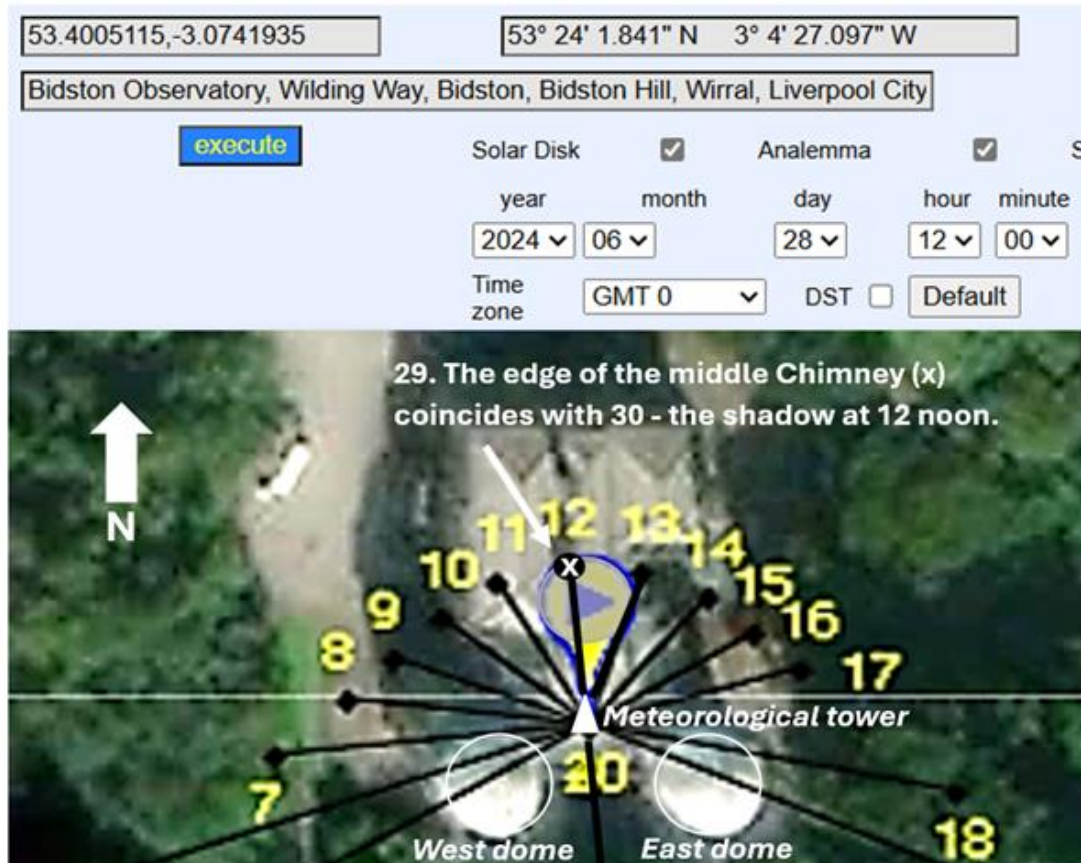 53.4005115,-3.0741935
53° 24' 1.841" N 3° 4' 27.097" W
Bidston Observatory, Wilding Way, Bidston, Bidston Hill, Wirral, Liverpool City
execute
Solar Disk Analemma S
year month day hour minute
2024 06 28 12 00
Time zone GMT 0 DST Default
29. The edge of the middle Chimney (x)
coincides with 30 - the shadow at 12 noon.
N
11 12 13
10 14
9 15
x
16
8 17
Meteorological tower
7 20
18
West dome East dome